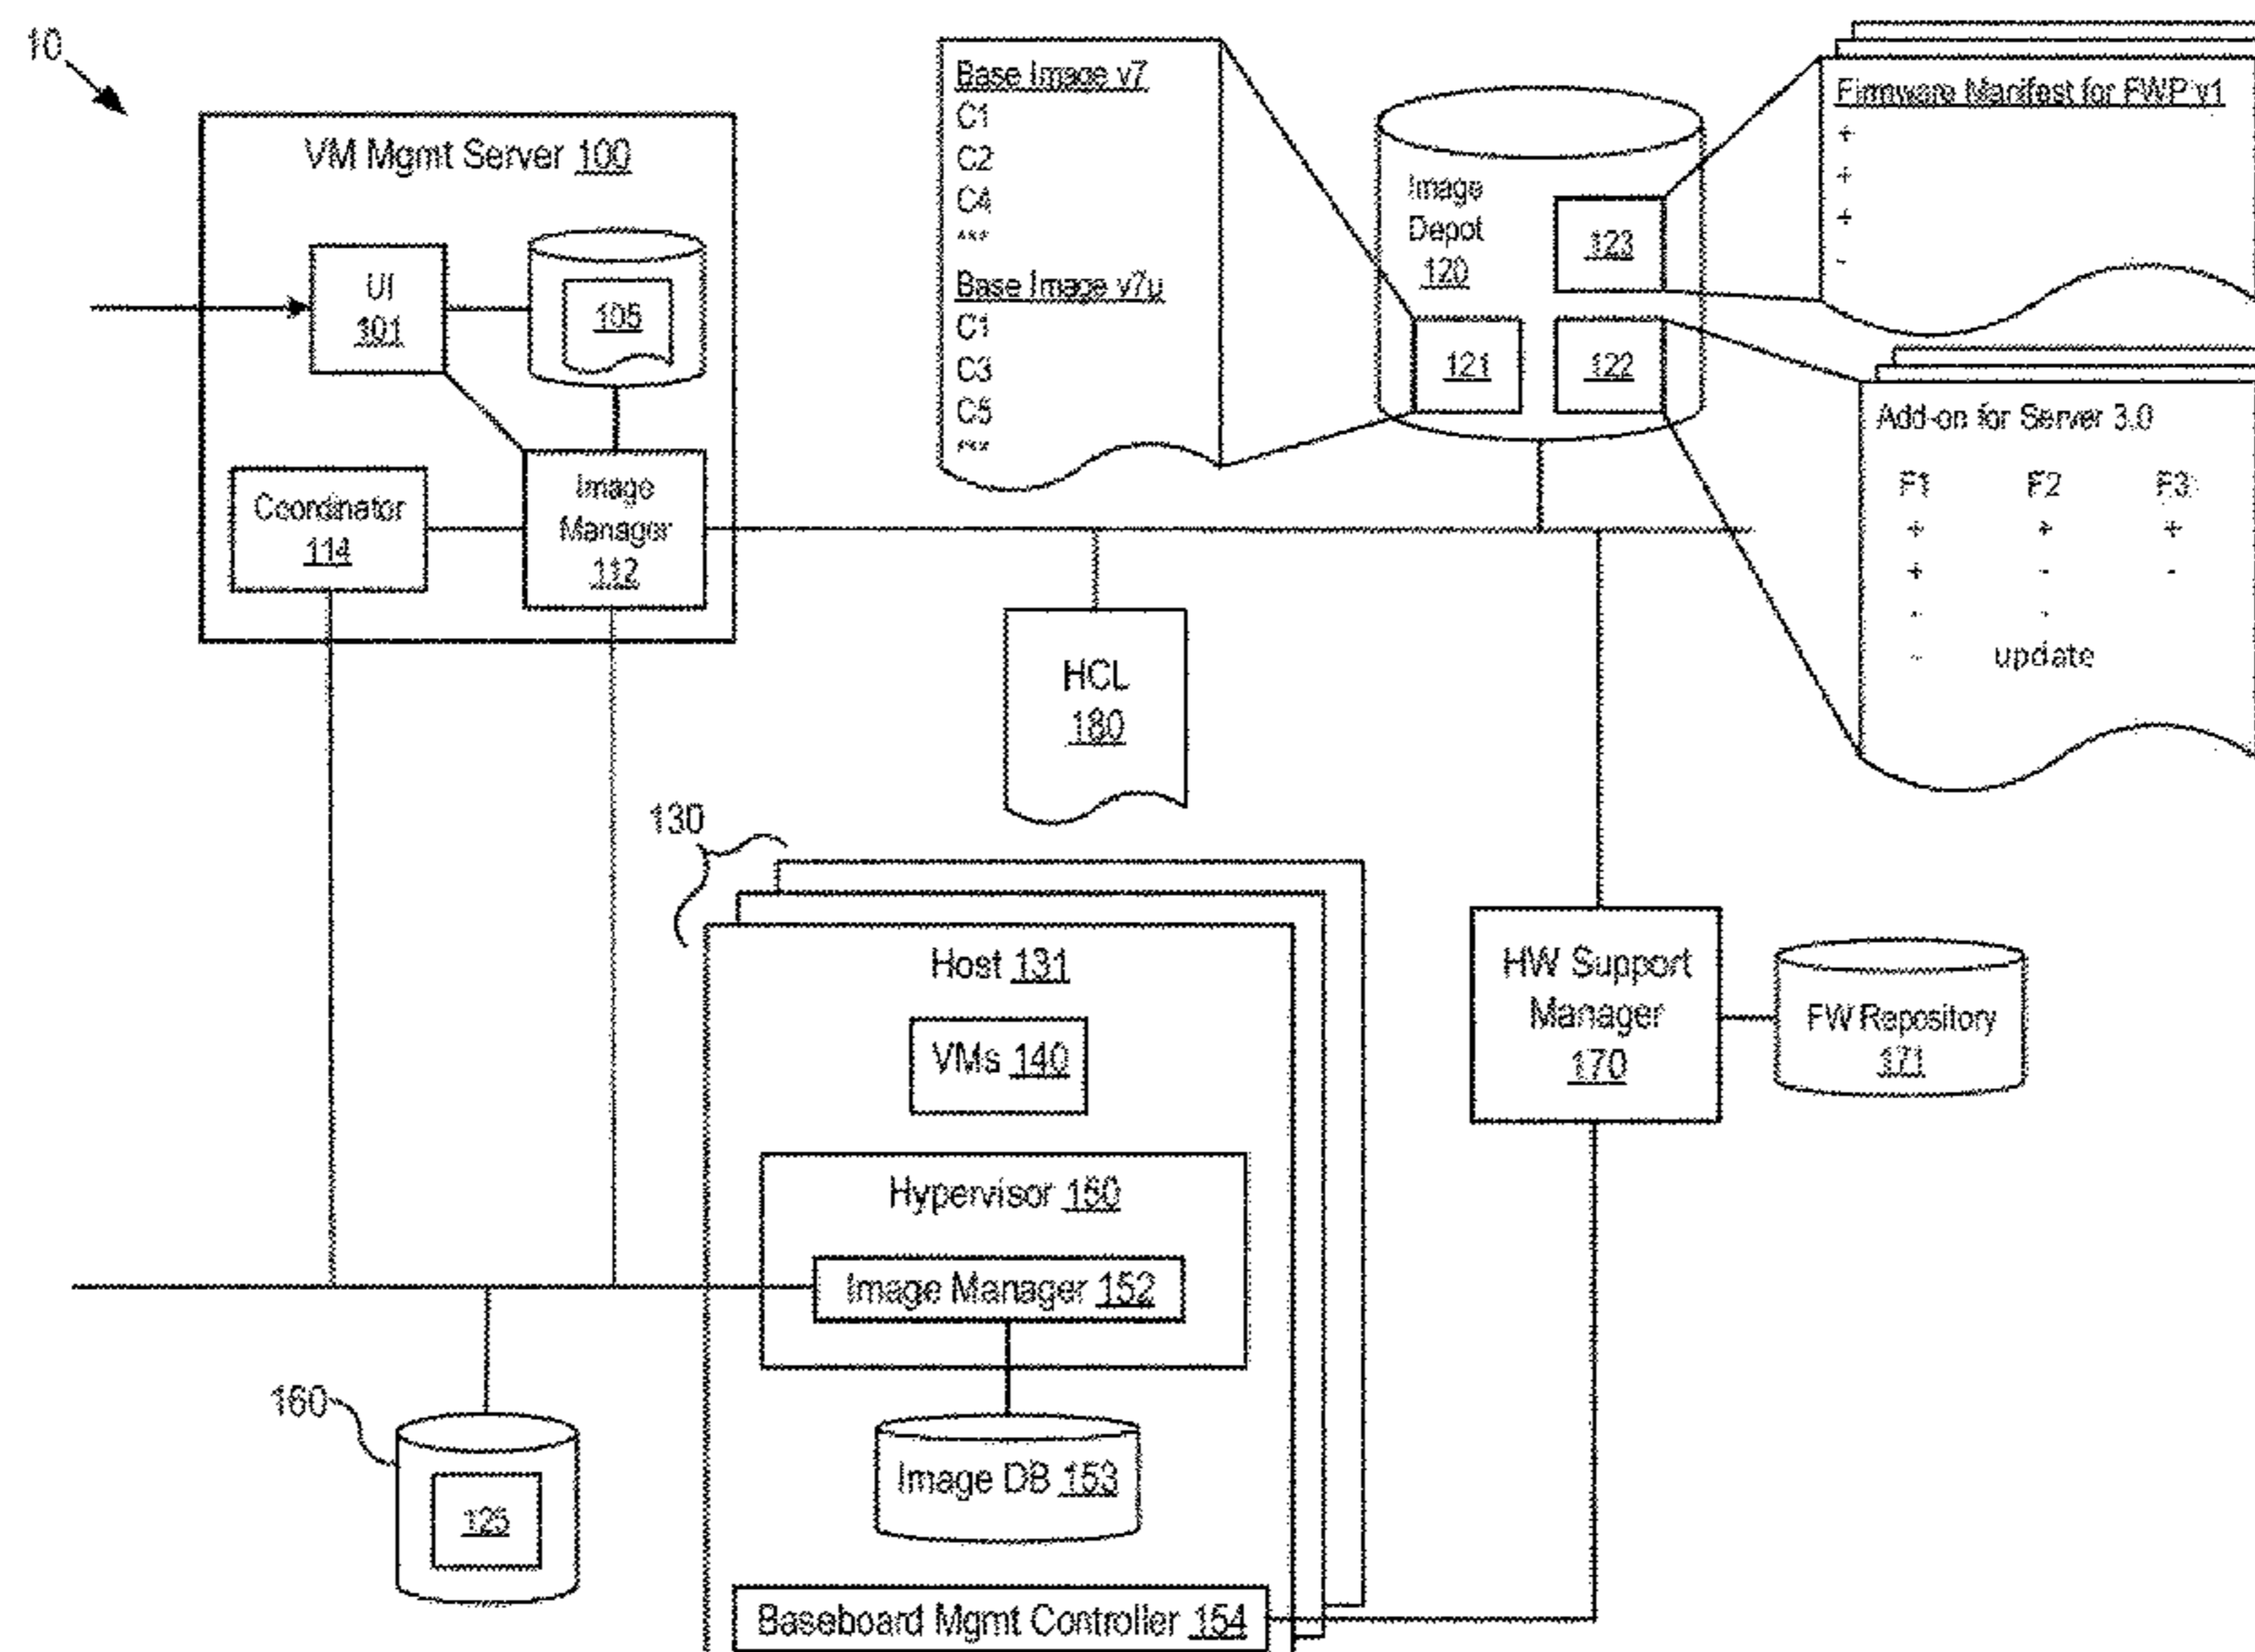 10
VM Mgmt Server 100
UI
101
105
Coordinator
114
Image
Manager
112
Base Image v7
C1
C2
C4
***
Base Image v7u
C1
C3
C5
***
Image
Depot
120
121
122
123
Firmware Manifest for FWP v1
+
+
+
-
Add-on for Server 3.0
F1 F2 F3
+ + +
+ - -
- -
- update
HCL
180
130
Host 131
VMs 140
Hypervisor 150
Image Manager 152
Image DB 153
Baseboard Mgmt Controller 154
HW Support
Manager
170
FW Repository
171
160
125